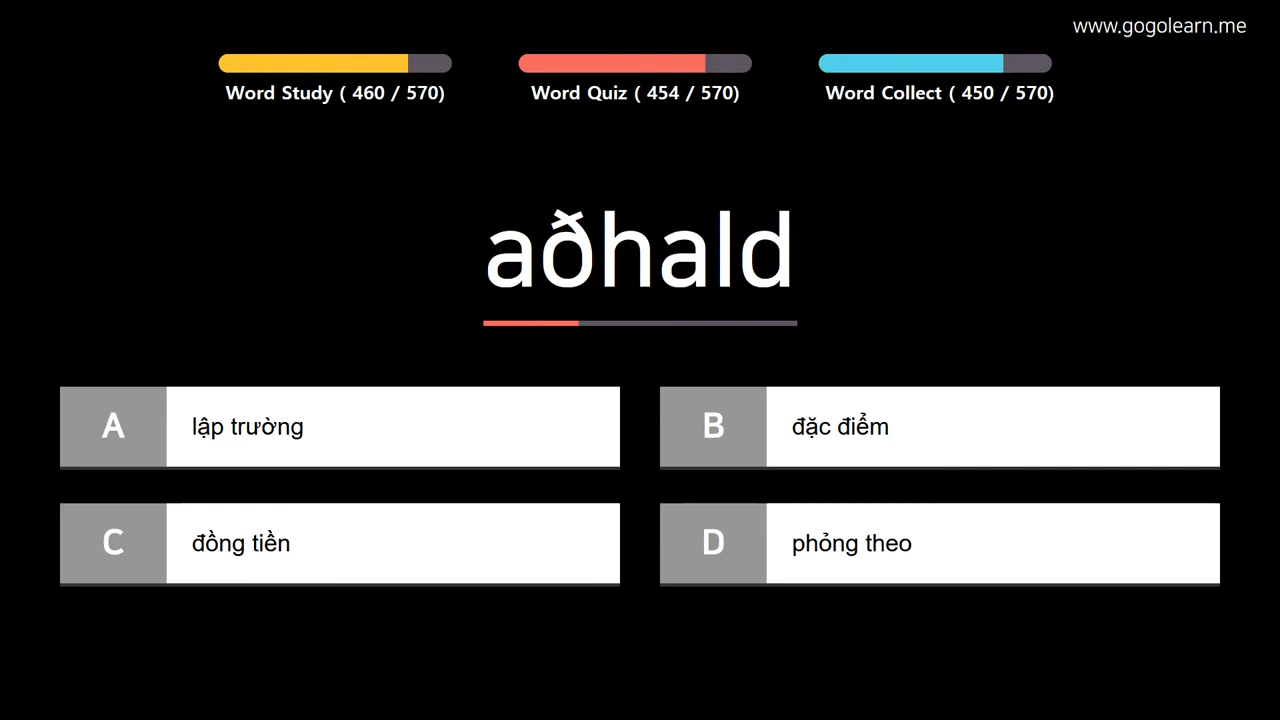 www.gogolearn.me
Word Study ( 460 / 570)
Word Quiz ( 454 / 570)
Word Collect ( 450 / 570)
aðhald
A lập trường
B đặc điểm
C đồng tiền
D phỏng theo